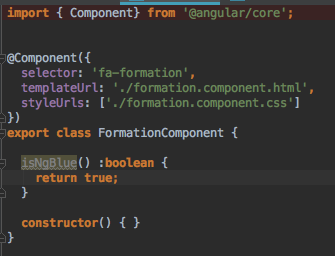 import { Component} from '@angular/core';
@Component({
selector: 'fa-formation',
templateUrl: './formation.component.html',
styleUrls: ['./formation.component.css']
})
export class FormationComponent {
isNgBlue() :boolean {
return true;
}
constructor() { }
}